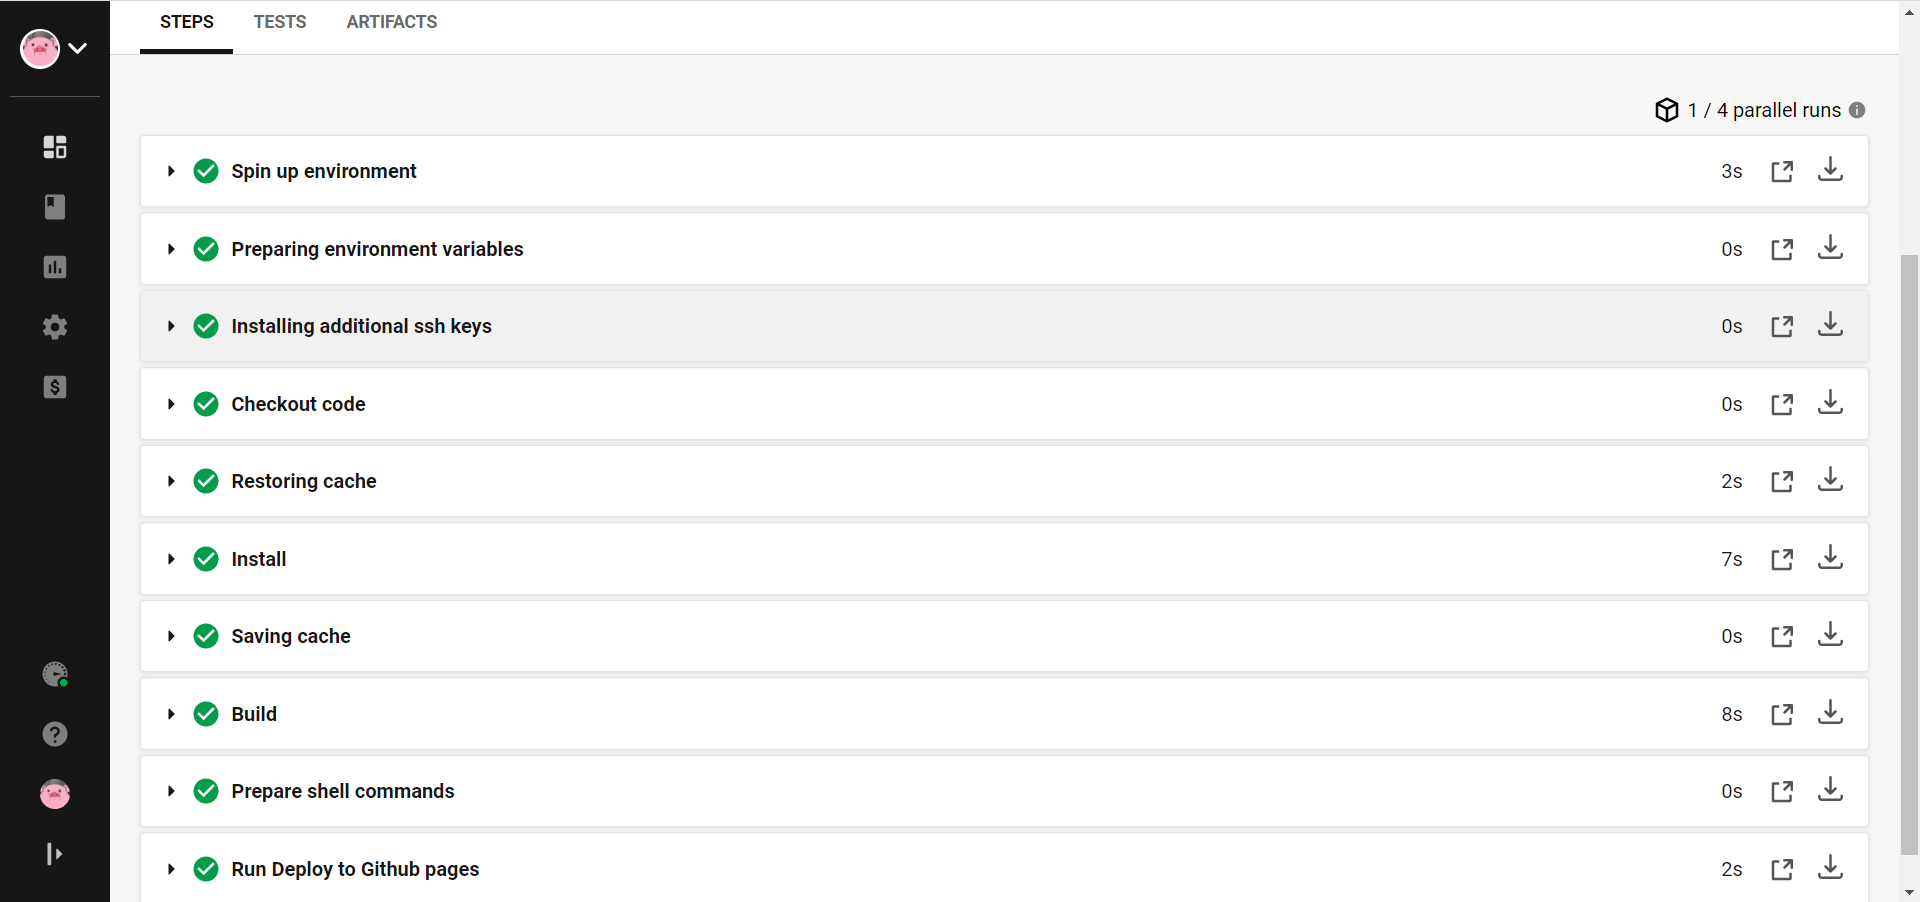 STEPS TESTS ARTIFACTS
1 / 4 parallel runs
Spin up environment 3s
Preparing environment variables 0s
Installing additional ssh keys 0s
Checkout code 0s
Restoring cache 2s
Install 7s
Saving cache 0s
Build 8s
Prepare shell commands 0s
Run Deploy to Github pages 2s